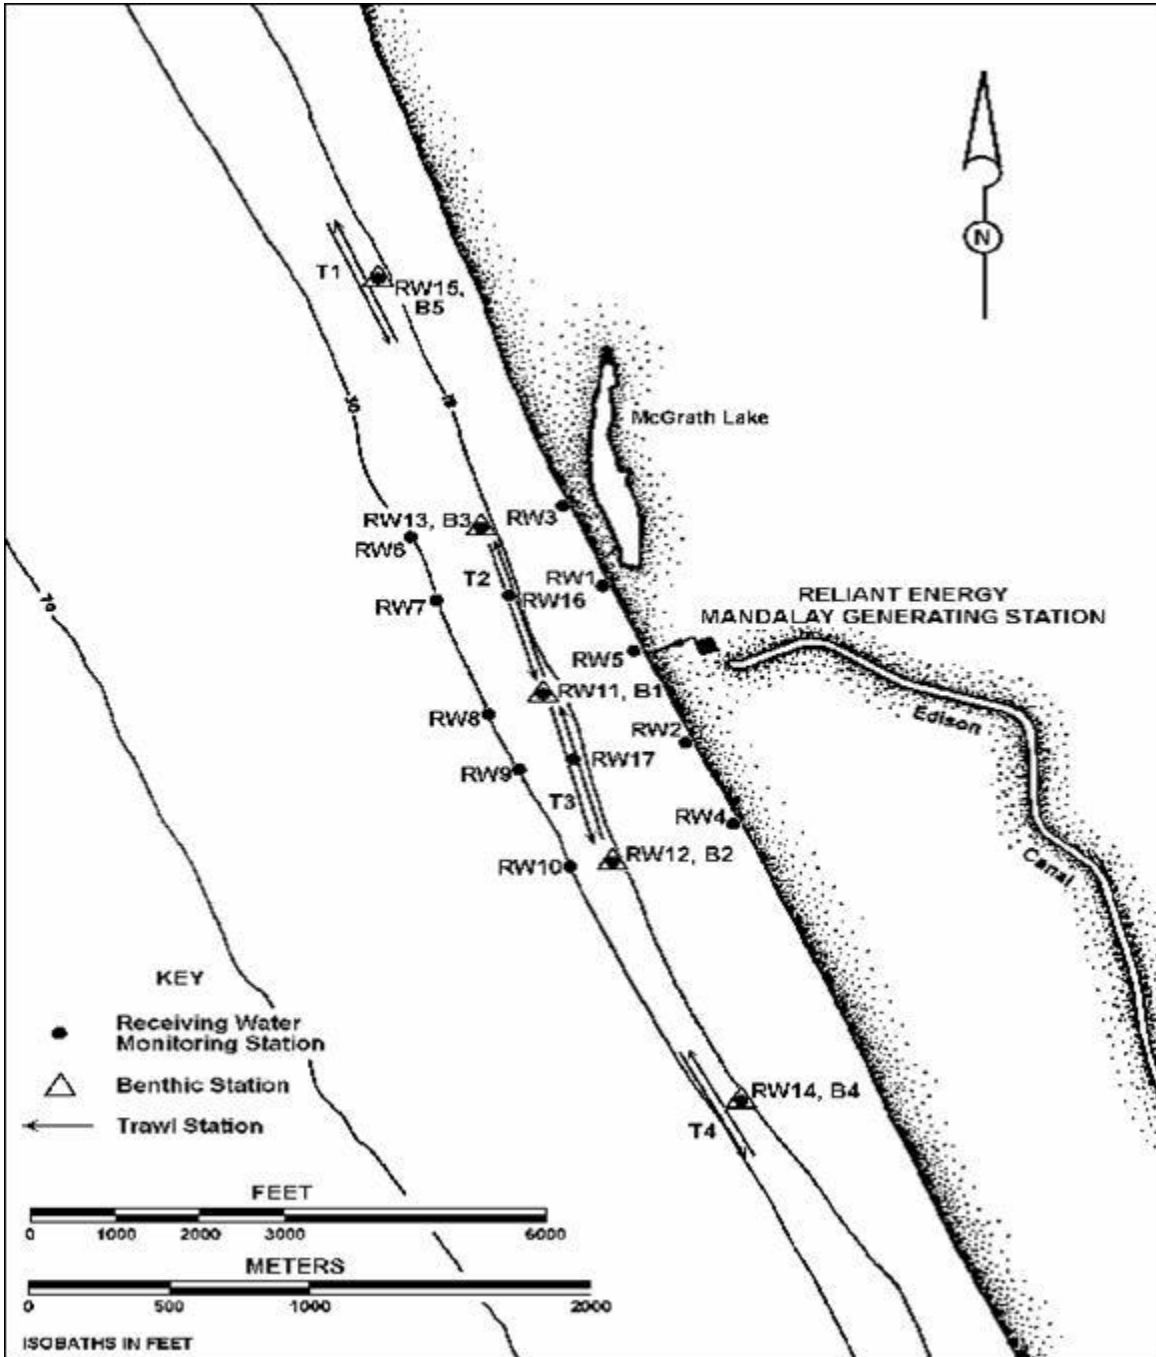 N
T1
RW15,
B5
30
McGrath Lake
RW13, B3
RW3
RW6
T2
RW1
RW16
RW7
RELIANT ENERGY
MANDALAY GENERATING STATION
RW5
RW11, B1
RW8
Edison
RW2
RW17
RW9
T3
RW4
RW12, B2
RW10
Canal
KEY
Receiving Water
Monitoring Station
Benthic Station
Trawl Station
RW14, B4
T4
FEET
0 1000 2000 3000 6000
METERS
0 500 1000 2000
ISOBATHS IN FEET